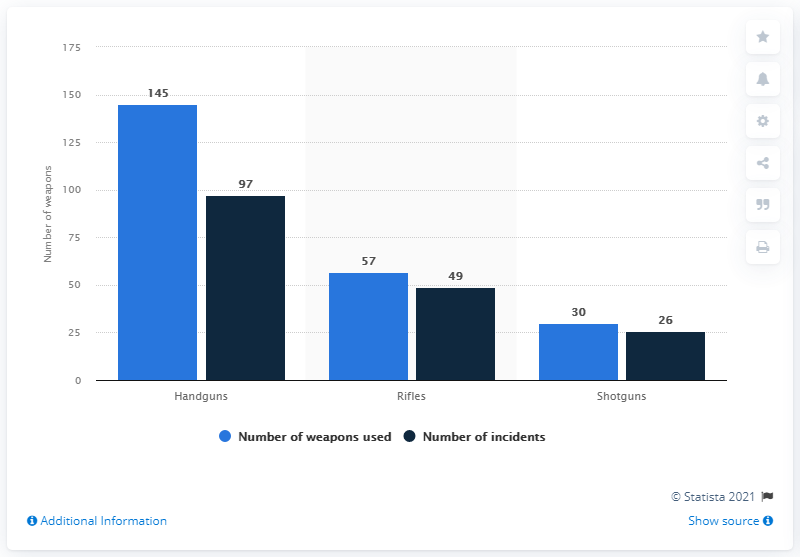 175
150
125
100
75
50
25
0
Number of weapons
145
97
57
49
30
26
Handguns
Rifles
Shotguns
Number of weapons used
Number of incidents
© Statista 2021
Additional Information
Show source